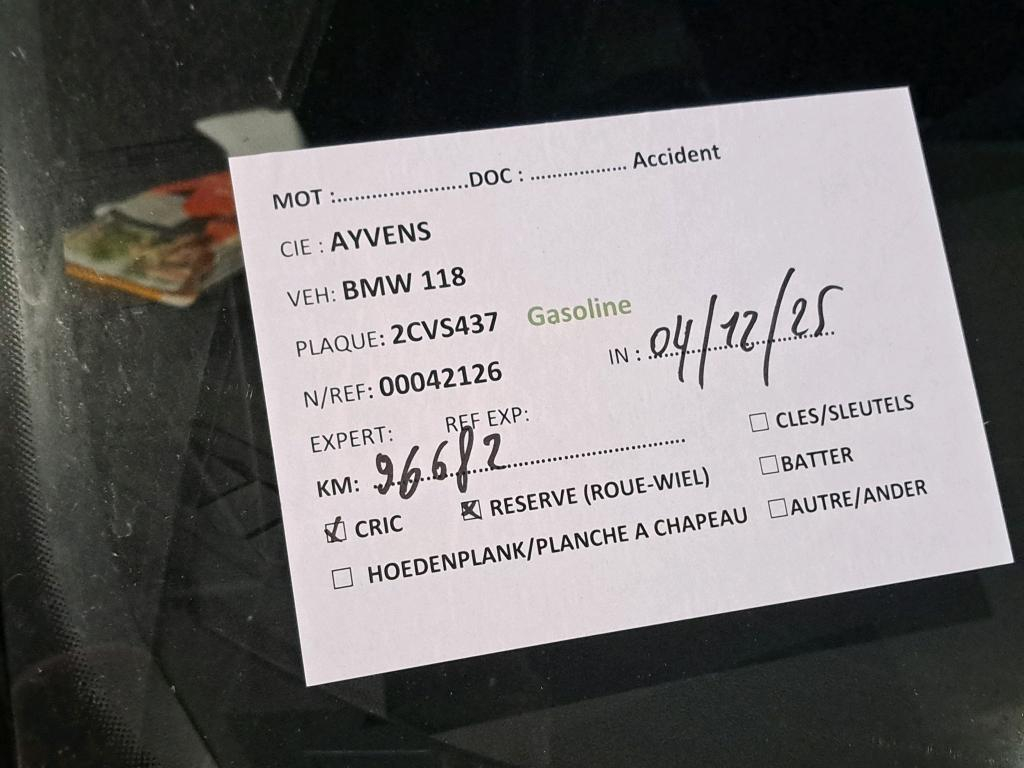 MOT :......................DOC : ................. Accident
CIE : AYVENS
VEH: BMW 118
PLAQUE: 2CVS437 Gasoline
N/REF: 00042126 IN : 04/12/25
EXPERT: REF EXP:
KM: 96682
☐ CLES/SLEUTELS
☒ CRIC ☒ RESERVE (ROUE-WIEL) ☐ BATTER
☐ HOEDENPLANK/PLANCHE A CHAPEAU ☐ AUTRE/ANDER